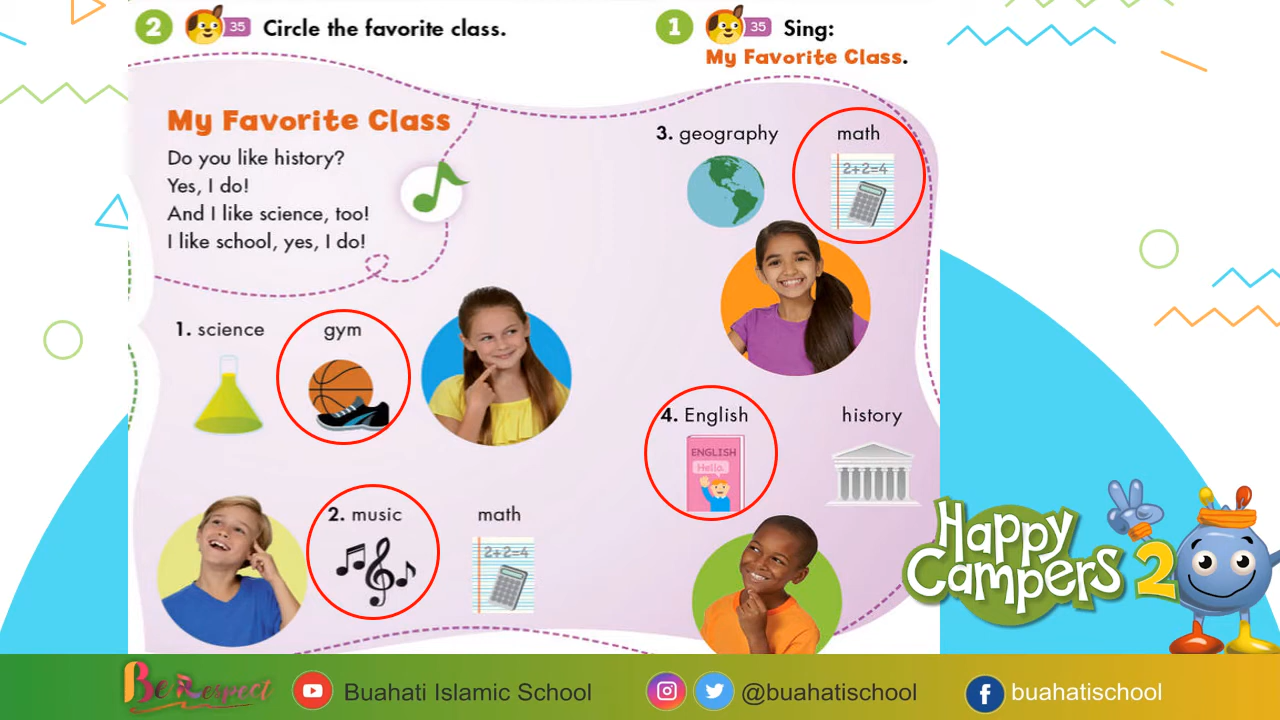 2 35 Circle the favorite class.
1 35 Sing:
My Favorite Class.
My Favorite Class
Do you like history?
Yes, I do!
And I like science, too!
I like school, yes, I do!
1. science gym
2. music math
2+2=4
3. geography math
2+2=4
4. English history
ENGLISH
Hello.
Happy
Campers 2
Be Respect
Buahati Islamic School
@buahatischool
buahatischool